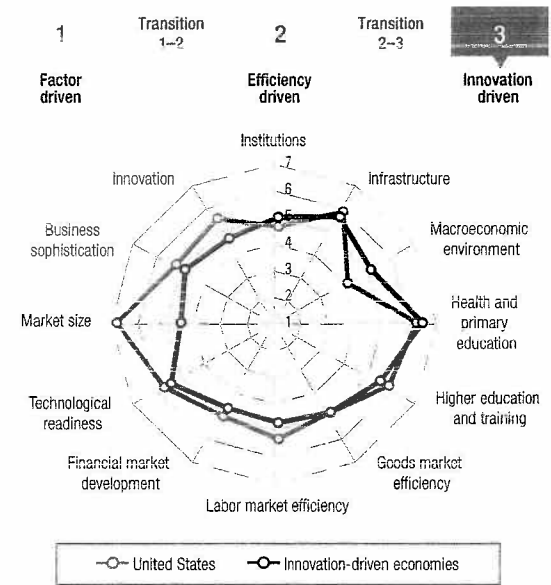 1
Transition
1–2
2
Transition
2–3
3
Factor
driven
Efficiency
driven
Innovation
driven
Institutions
7
6
5
4
3
2
1
Infrastructure
Macroeconomic
environment
Health and
primary
education
Higher education
and training
Goods market
efficiency
Labor market efficiency
Financial market
development
Technological
readiness
Market size
Business
sophistication
Innovation
United States
Innovation-driven economies